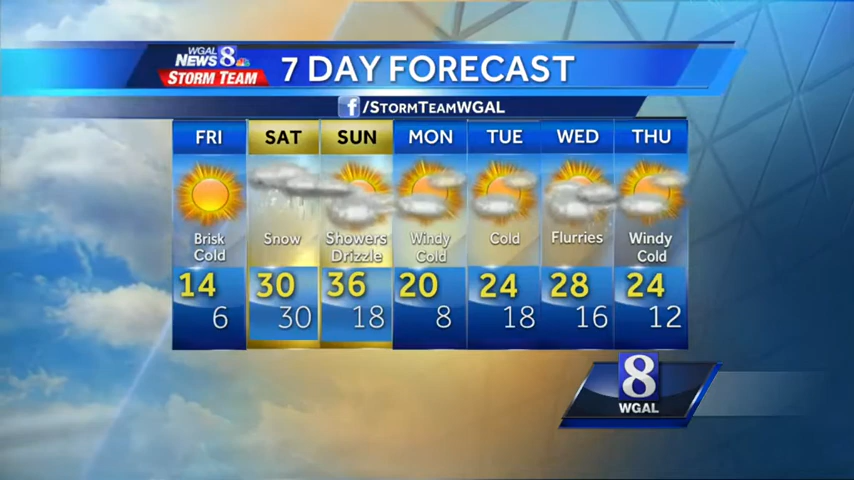 WGAL
NEWS 8
STORM TEAM
7 DAY FORECAST
f/STORMTEAMWGAL
FRI SAT SUN MON TUE WED THU
Brisk Cold Snow Showers Drizzle Windy Cold Cold Flurries Windy Cold
14 30 36 20 24 28 24
6 30 18 8 18 16 12
8
WGAL